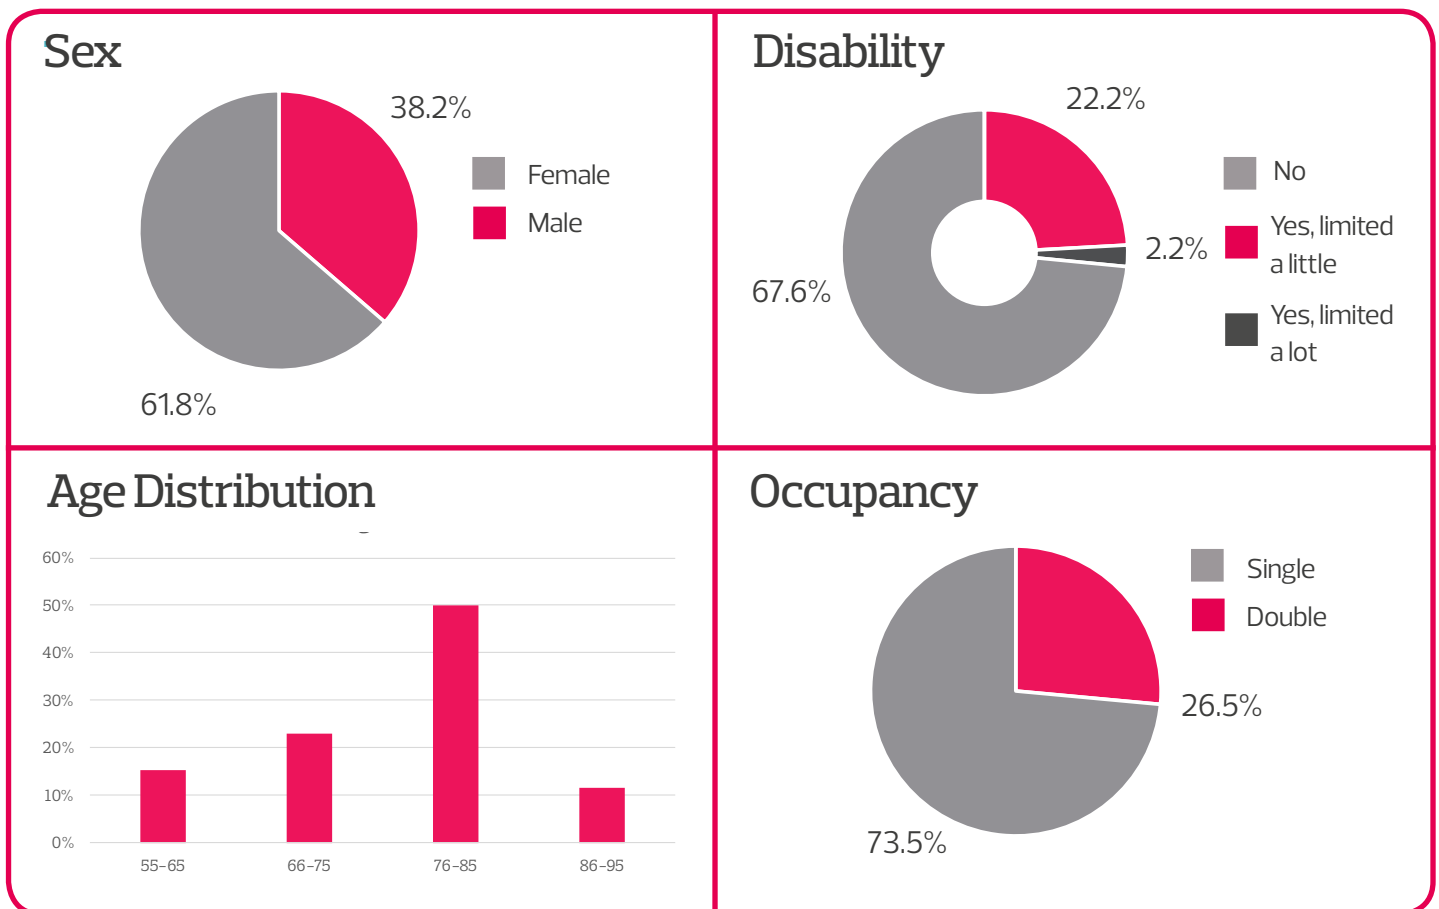 Sex
38.2%
Female
Male
61.8%
Disability
22.2%
No
Yes, limited
a little
2.2%
67.6%
Yes, limited
a lot
Age Distribution
60%
50%
40%
30%
20%
10%
0%
55–65
66–75
76–85
86–95
Occupancy
Single
Double
26.5%
73.5%